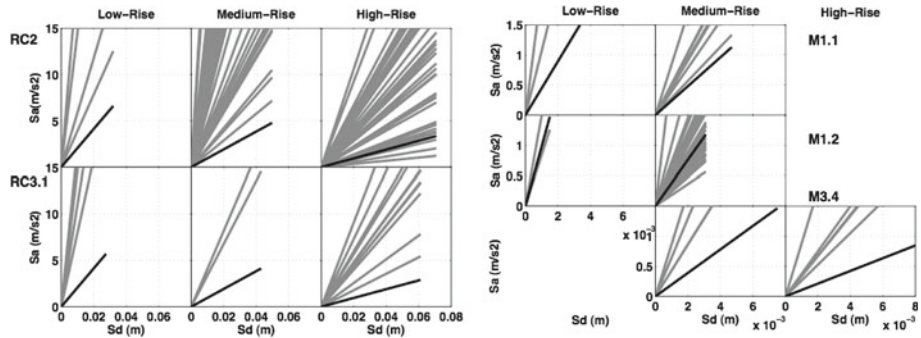 Low-Rise Medium-Rise High-Rise
RC2
15
10
5
15
Sa(m/s2)
RC3.1
10
5
0
Sa (m/s2)
0 0.02 0.04 0.06 0 0.02 0.04 0.06 0 0.02 0.04 0.06 0.08
Sd (m) Sd (m) Sd (m)
Low-Rise Medium-Rise High-Rise
1.5
1
0.5
0
Sa (m/s2)
M1.1
1
0.5
0
Sa (m/s2)
M1.2
M3.4
0 2 4 6
x 10⁻³
1
0.5
0
Sa (m/s2)
0 2 4 6 0 2 4 6 8
Sd (m) Sd (m) x 10⁻³ Sd (m) x 10⁻³